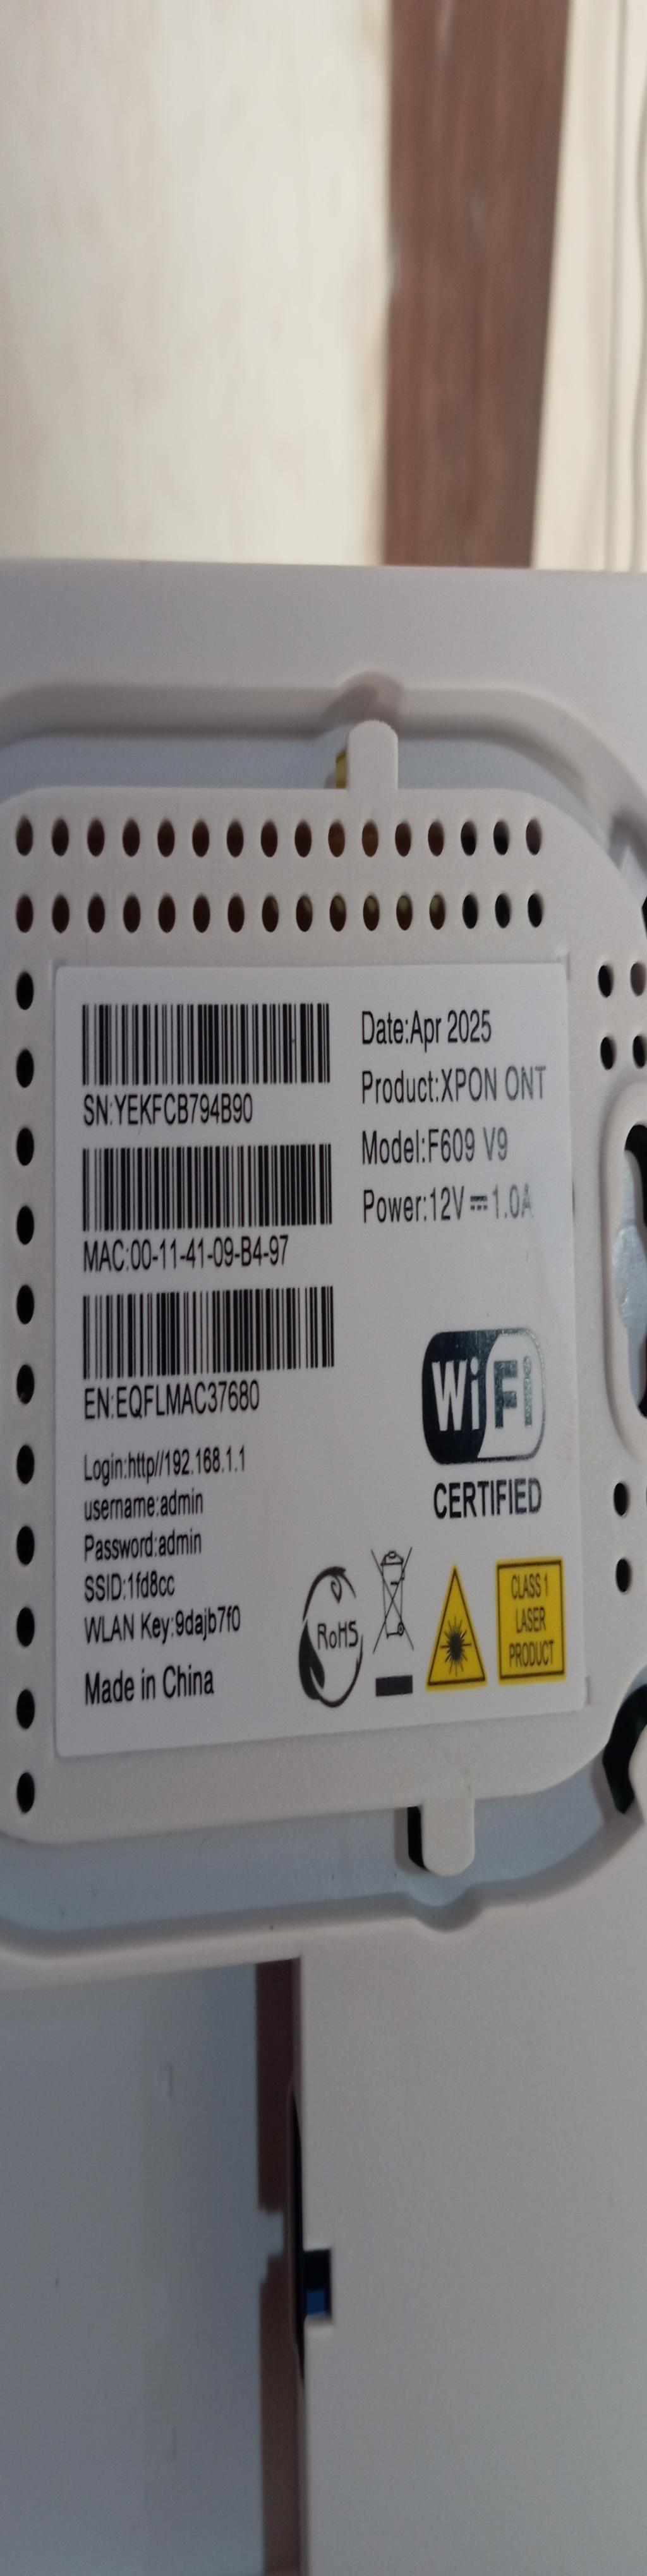 SN:YEKFCB794B90
MAC:00-11-41-09-B4-97
EN:EQFLMAC37680
Login:http//192.168.1.1
username:admin
Password:admin
SSID:1fd8cc
WLAN Key:9dajb7f0
Made in China
Date:Apr 2025
Product:XPON ONT
Model:F609 V9
Power:12V⎓1.0A
WiFi
CERTIFIED
RoHS
CLASS 1
LASER
PRODUCT